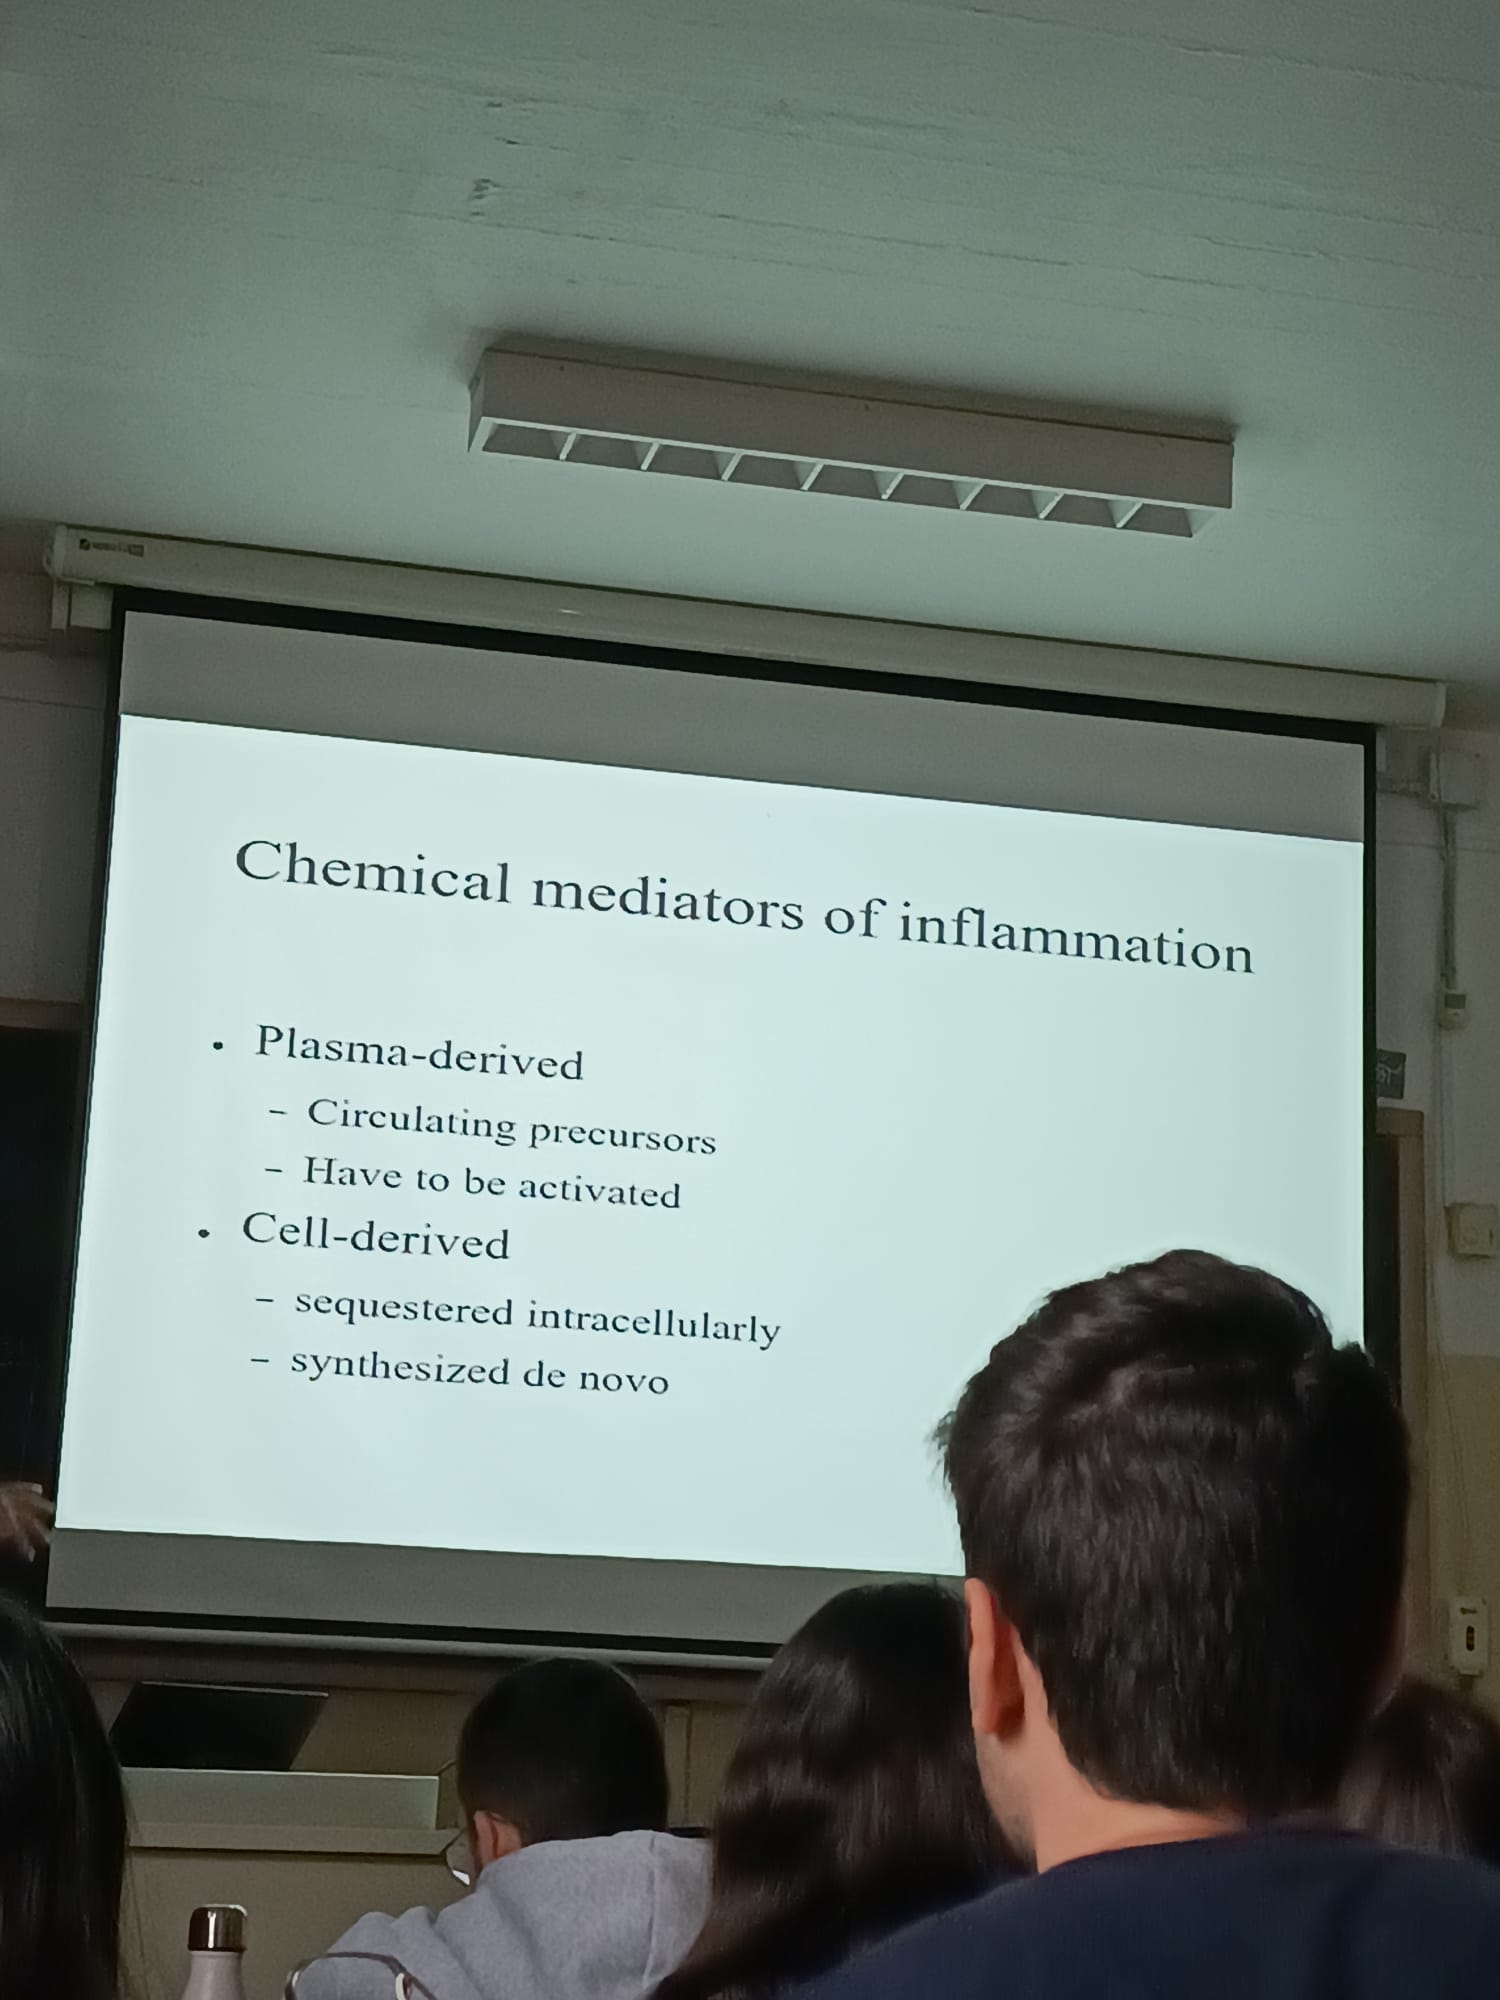 Chemical mediators of inflammation
• Plasma-derived
– Circulating precursors
– Have to be activated
• Cell-derived
– sequestered intracellularly
– synthesized de novo